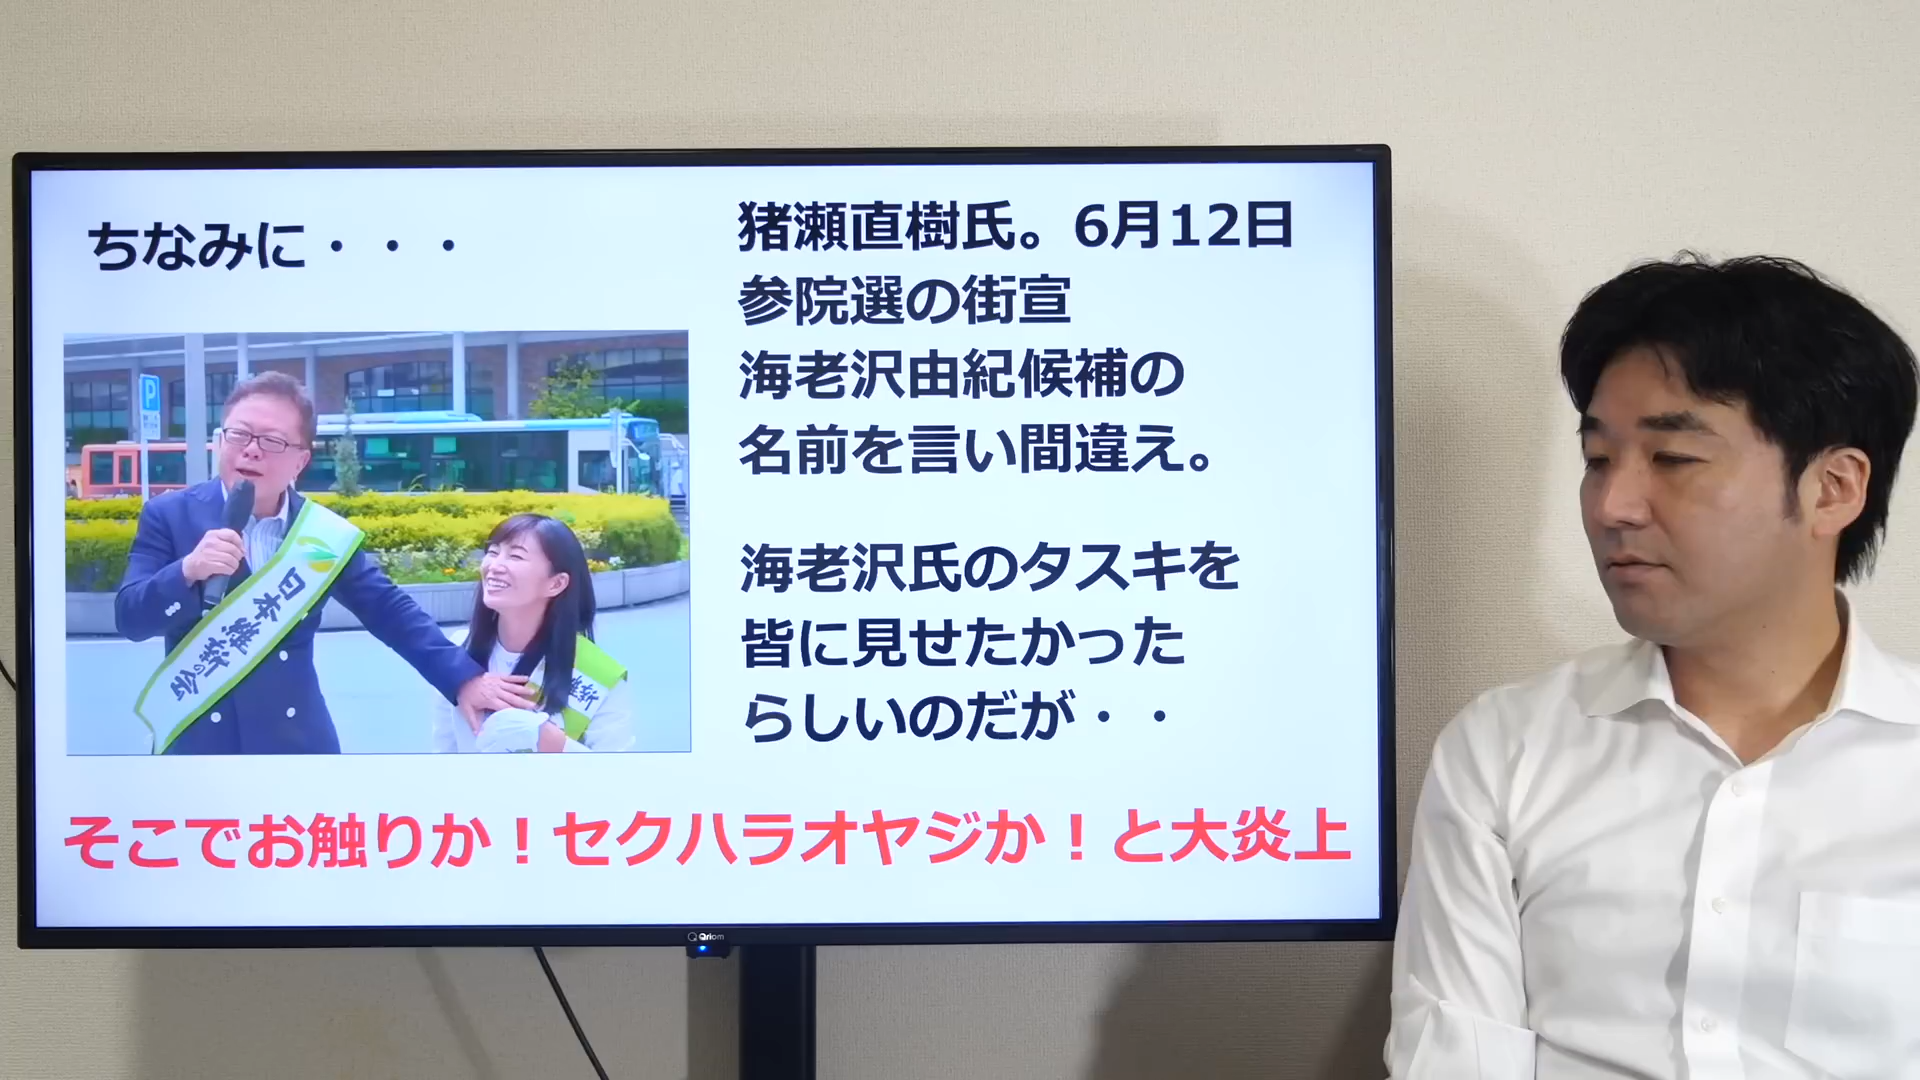 ちなみに・・・
猪瀬直樹氏。6月12日
参院選の街宣
海老沢由紀候補の
名前を言い間違え。
海老沢氏のタスキを
皆に見せたかった
らしいのだが・・
そこでお触りか！セクハラオヤジか！と大炎上
P
日本維新の会
維新
Qriom